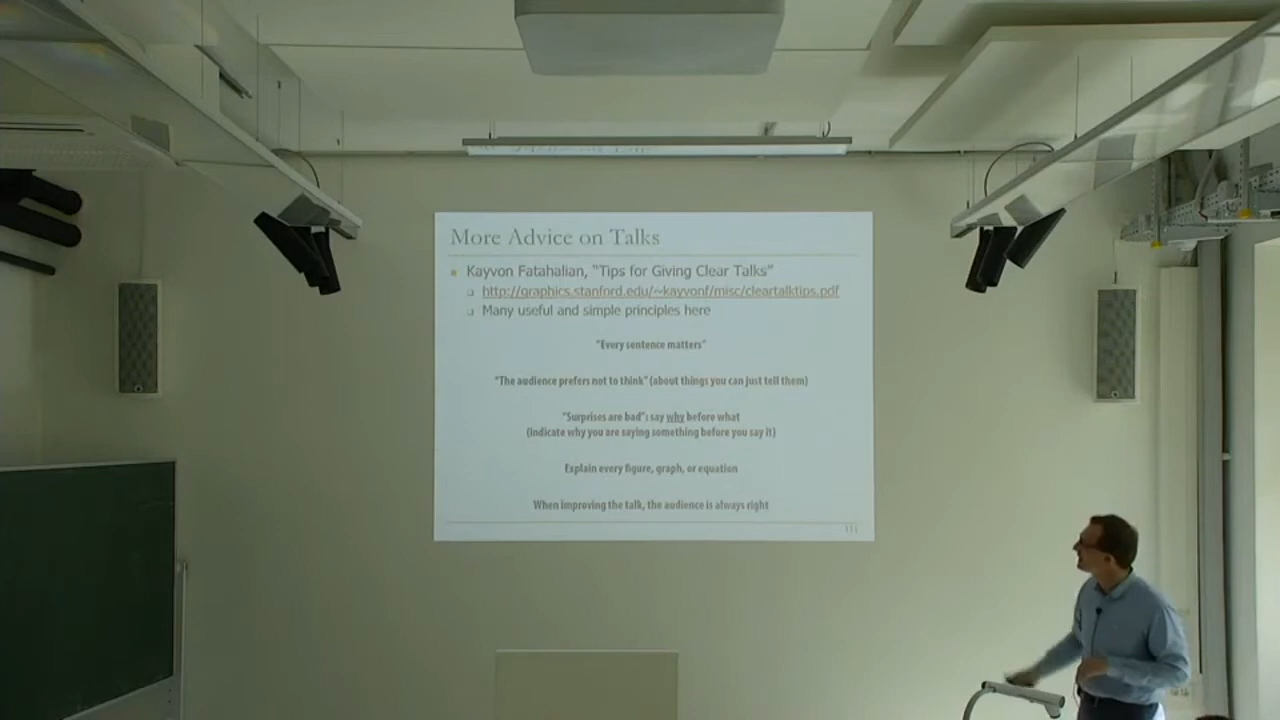 More Advice on Talks
Kayvon Fatahalian, “Tips for Giving Clear Talks”
http://graphics.stanford.edu/~kayvonf/misc/cleartalktips.pdf
Many useful and simple principles here
“Every sentence matters”
“The audience prefers not to think” (about things you can just tell them)
“Surprises are bad”: say why before what
(indicate why you are saying something before you say it)
Explain every figure, graph, or equation
When improving the talk, the audience is always right
111